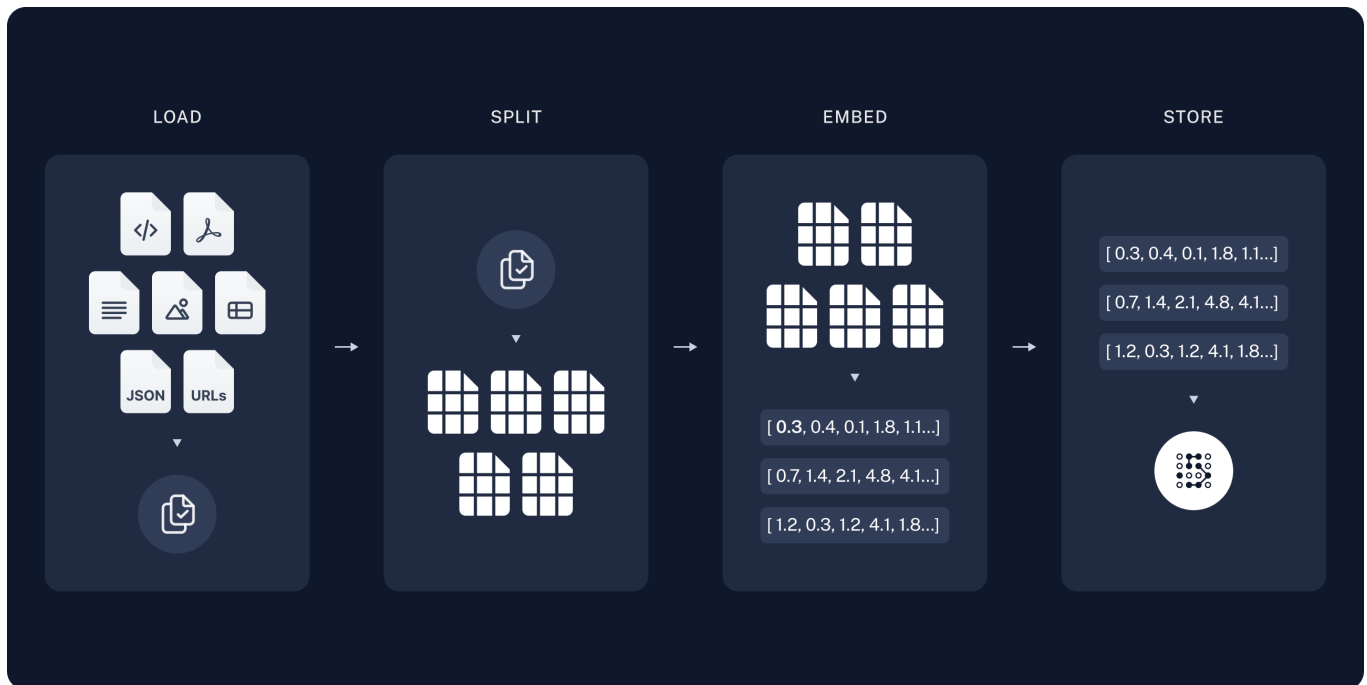 LOAD
SPLIT
EMBED
STORE
JSON
URLs
[ 0.3, 0.4, 0.1, 1.8, 1.1...]
[ 0.7, 1.4, 2.1, 4.8, 4.1...]
[ 1.2, 0.3, 1.2, 4.1, 1.8...]
[ 0.3, 0.4, 0.1, 1.8, 1.1...]
[ 0.7, 1.4, 2.1, 4.8, 4.1...]
[ 1.2, 0.3, 1.2, 4.1, 1.8...]